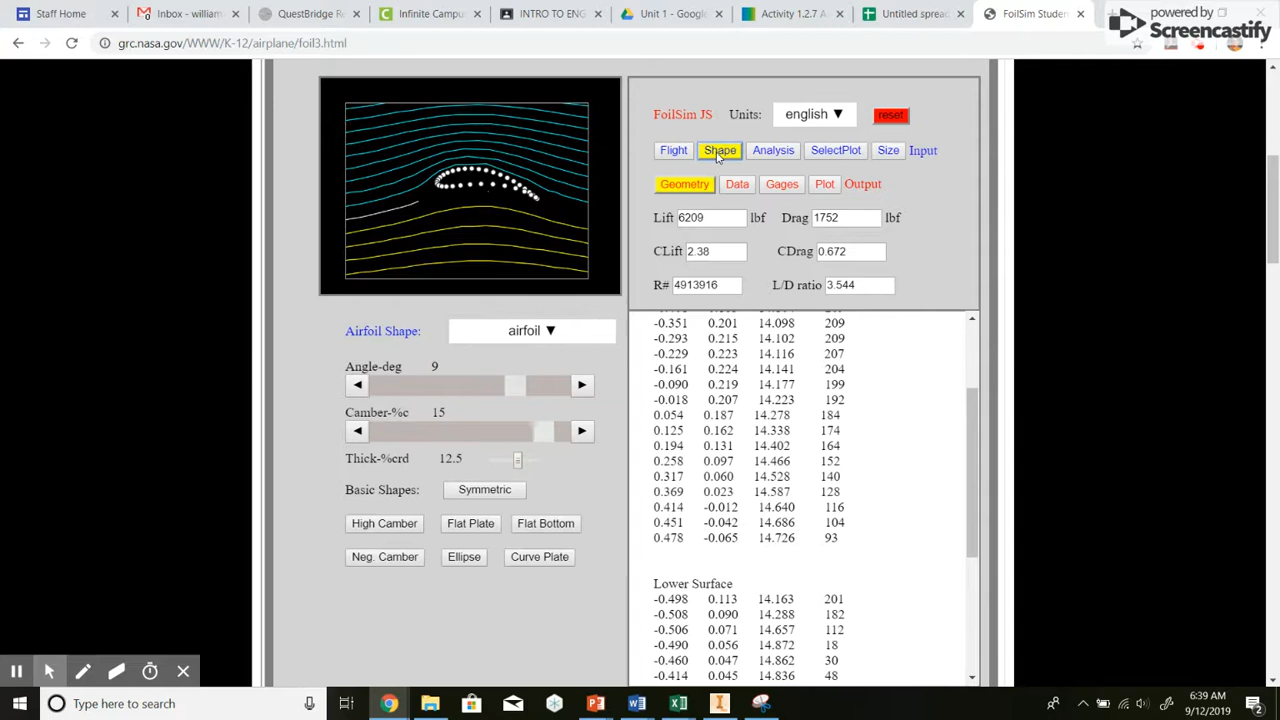 Staff Home
Inbox - william
QuestBridge Re
Infinite Campu
INTRO TO ENG
Unit 1 - Google
Activity 1.2.7 A
Untitled spread
FoilSim Studen
powered by
Screencastify
grc.nasa.gov/WWW/K-12/airplane/foil3.html
FoilSim JS Units: english ▼ reset
Flight Shape Analysis SelectPlot Size Input
Geometry Data Gages Plot Output
Lift 6209 lbf Drag 1752 lbf
CLift 2.38 CDrag 0.672
R# 4913916 L/D ratio 3.544
Airfoil Shape: airfoil ▼
Angle-deg 9
Camber-%c 15
Thick-%crd 12.5
Basic Shapes: Symmetric
High Camber Flat Plate Flat Bottom
Neg. Camber Ellipse Curve Plate
-0.351 0.201 14.098 209
-0.293 0.215 14.102 209
-0.229 0.223 14.116 207
-0.161 0.224 14.141 204
-0.090 0.219 14.177 199
-0.018 0.207 14.223 192
0.054 0.187 14.278 184
0.125 0.162 14.338 174
0.194 0.131 14.402 164
0.258 0.097 14.466 152
0.317 0.060 14.528 140
0.369 0.023 14.587 128
0.414 -0.012 14.640 116
0.451 -0.042 14.686 104
0.478 -0.065 14.726 93
Lower Surface
-0.498 0.113 14.163 201
-0.508 0.090 14.288 182
-0.506 0.071 14.657 112
-0.490 0.056 14.872 18
-0.460 0.047 14.862 30
-0.414 0.045 14.836 48
Type here to search
6:39 AM
9/12/2019